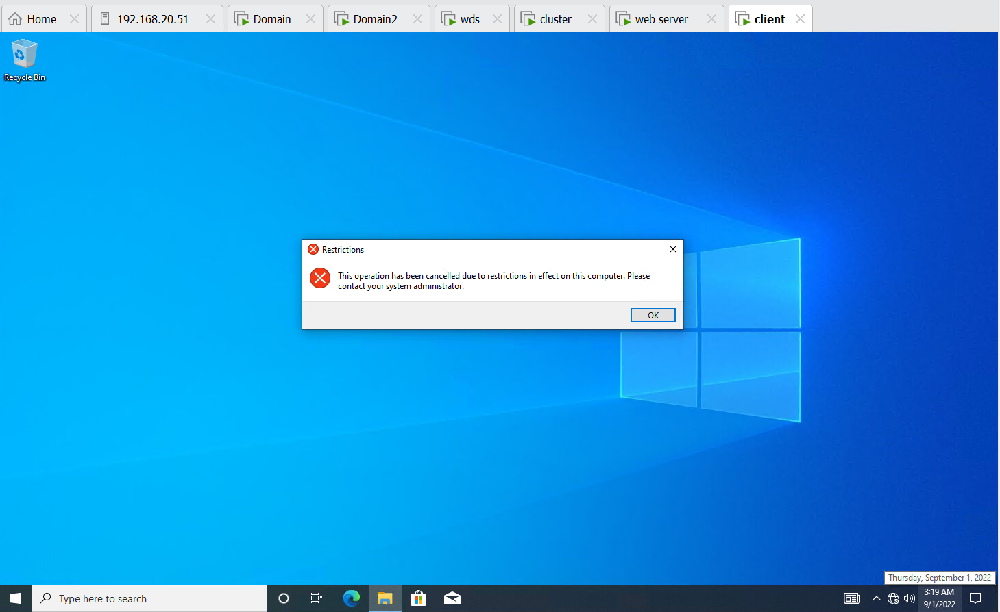 Home
192.168.20.51
Domain
Domain2
wds
cluster
web server
client
Recycle Bin
Restrictions
This operation has been cancelled due to restrictions in effect on this computer. Please
contact your system administrator.
OK
Thursday, September 1, 2022
Type here to search
3:19 AM
9/1/2022